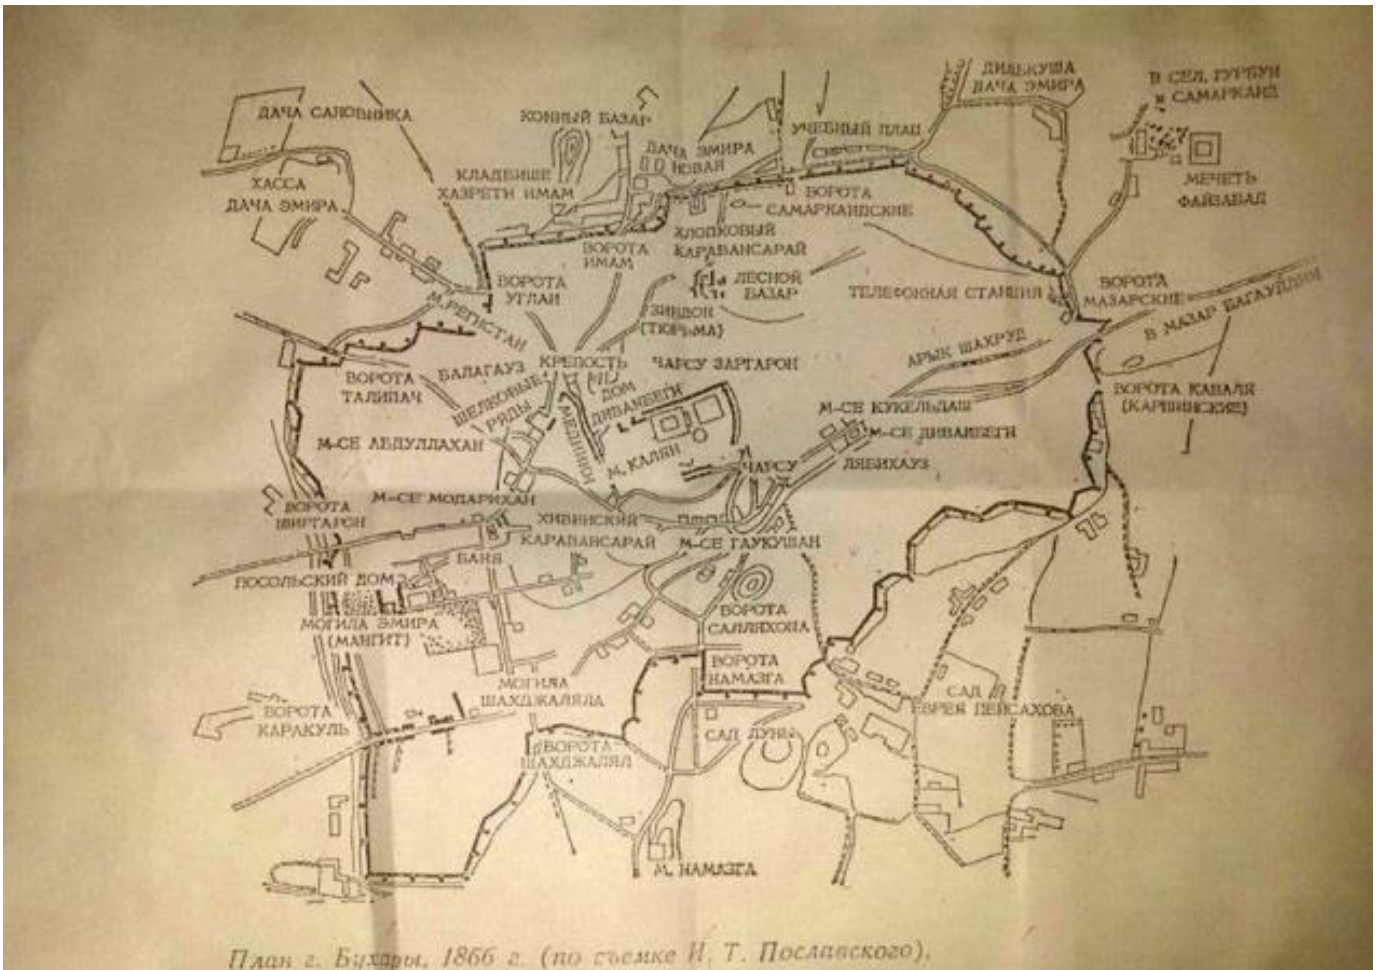 ДИЛЬКУША
ДАЧА ЭМИРА
В СЕЛ. ГУРБУН
и
САМАРКАНД
ДАЧА САЛОВНИКА
КОННЫЙ БАЗАР
УЧЕБНЫЙ ПЛАЦ
ДАЧА ЭМИРА
НОВАЯ
КЛАДБИЩЕ
ХАЗРЕТИ ИМАМ
ХАССА
ДАЧА ЭМИРА
ВОРОТА
САМАРКАНДСКИЕ
МЕЧЕТЬ
ФАЙЗАБАД
ХЛОПКОВЫЙ
КАРАВАНСАРАЙ
ВОРОТА
ИМАМ
ВОРОТА
УГЛАН
ЛЕСНОЙ
БАЗАР
ТЕЛЕФОННАЯ СТАНЦИЯ
ВОРОТА
МАЗАРСКИЕ
В МАЗАР БАГАУДДИН
М. РЕГИСТАН
ЗИНДОН
(ТЮРЬМА)
АРЫК ШАХРУД
КРЕПОСТЬ
ЧАРСУ ЗАРГАРОН
БАЛАГАУЗ
ВОРОТА
ТАЛИПАЧ
ШЕЛКОВЫЕ
РЯДЫ
ДОМ
ДИВАНБЕГИ
ВОРОТА КАВАЛЯ
(КАРШИНСКИЕ)
М-СЕ КУКЕЛЬДАШ
М-СЕ ДИВАНБЕГИ
М-СЕ АБДУЛЛАХАН
М. КАЛЯН
ЧАРСУ
ЛЯБИХАУЗ
М-СЕ МОДАРИХАН
ВОРОТА
ШИРГАРОН
ХИВИНСКИЙ
КАРАВАНСАРАЙ
М-СЕ ГАУКУШАН
БАНЯ
ПОСОЛЬСКИЙ ДОМ
МОГИЛА ЭМИРА
(МАНГИТ)
ВОРОТА
САЛЛЯХОНА
ВОРОТА
НАМАЗГА
МОГИЛА
ШАХДЖАЛЯЛА
САД
ЕВРЕЯ ПЕЙСАХОВА
ВОРОТА
КАРАКУЛЬ
САД ЛУНЫ
ВОРОТА
ШАХДЖАЛЯЛ
М. НАМАЗГА
План г. Бухары, 1866 г. (по съемке И. Т. Пославского).